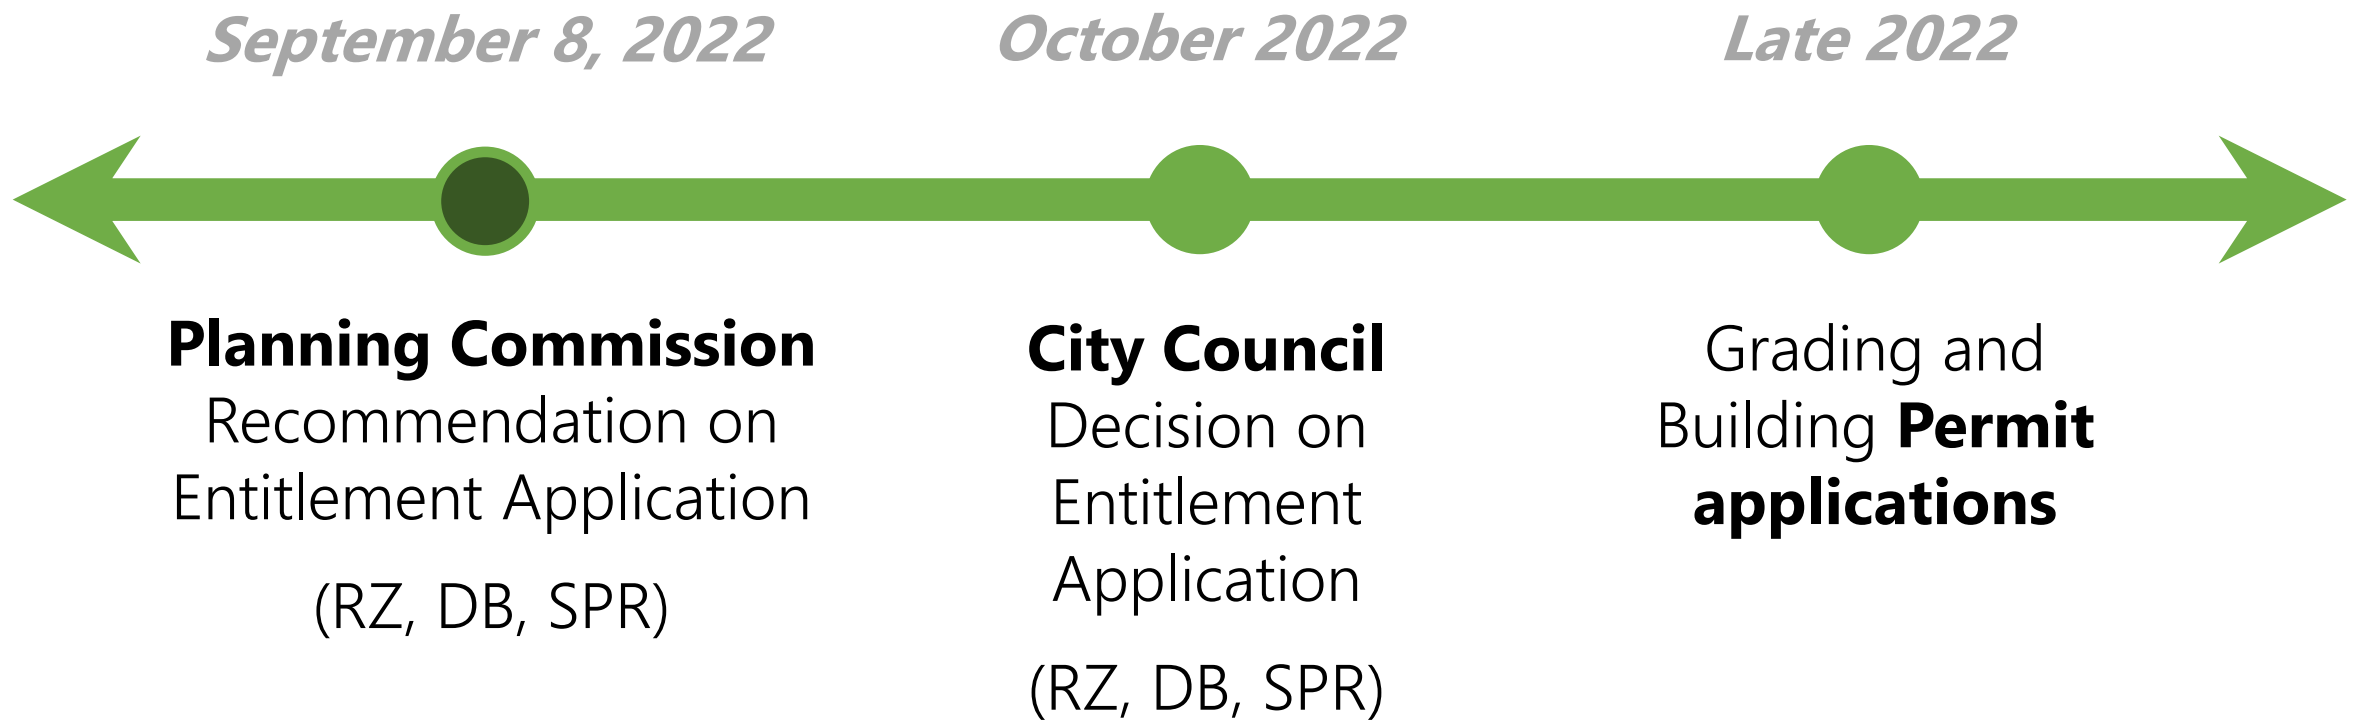 September 8, 2022
October 2022
Late 2022
Planning Commission
Recommendation on
Entitlement Application
(RZ, DB, SPR)
City Council
Decision on
Entitlement
Application
(RZ, DB, SPR)
Grading and
Building Permit
applications